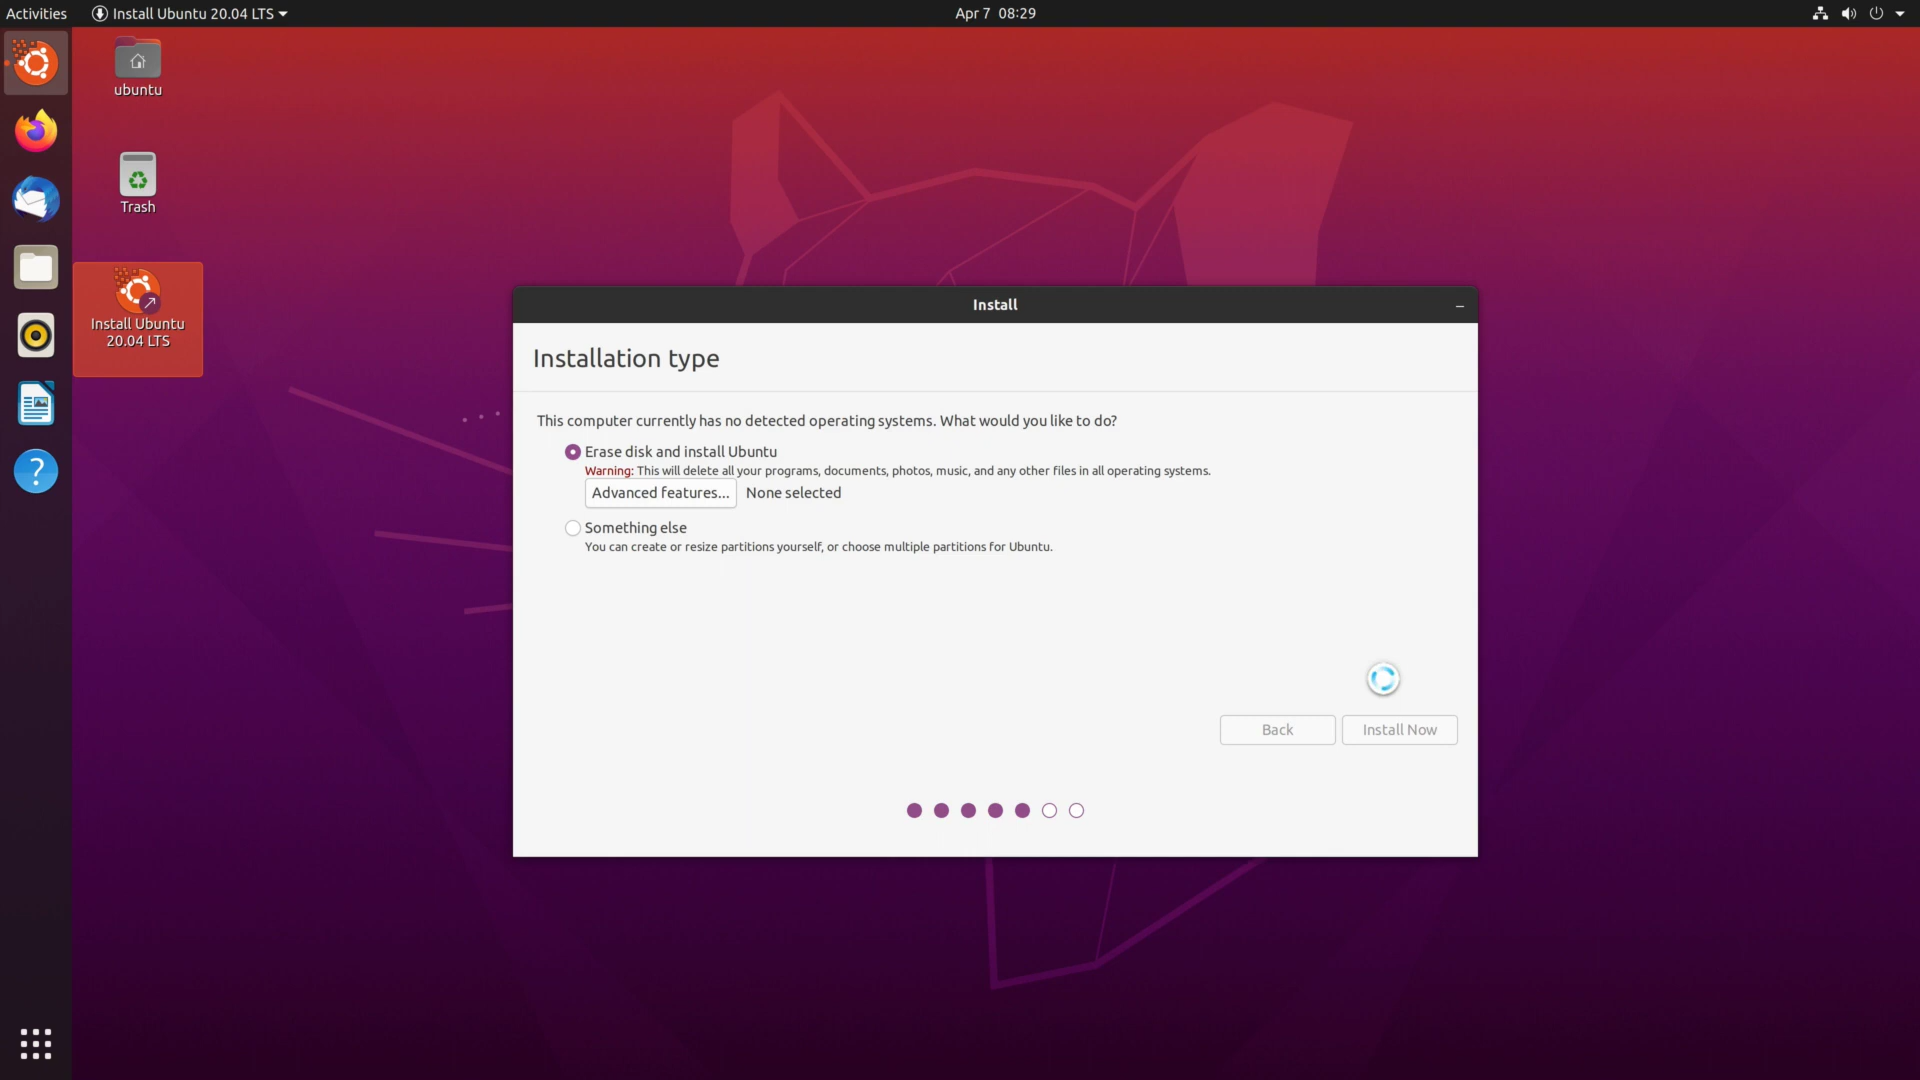 Activities
Install Ubuntu 20.04 LTS
Apr 7 08:29
ubuntu
Trash
Install Ubuntu
20.04 LTS
Install
Installation type
This computer currently has no detected operating systems. What would you like to do?
Erase disk and install Ubuntu
Warning: This will delete all your programs, documents, photos, music, and any other files in all operating systems.
Advanced features... None selected
Something else
You can create or resize partitions yourself, or choose multiple partitions for Ubuntu.
Back
Install Now